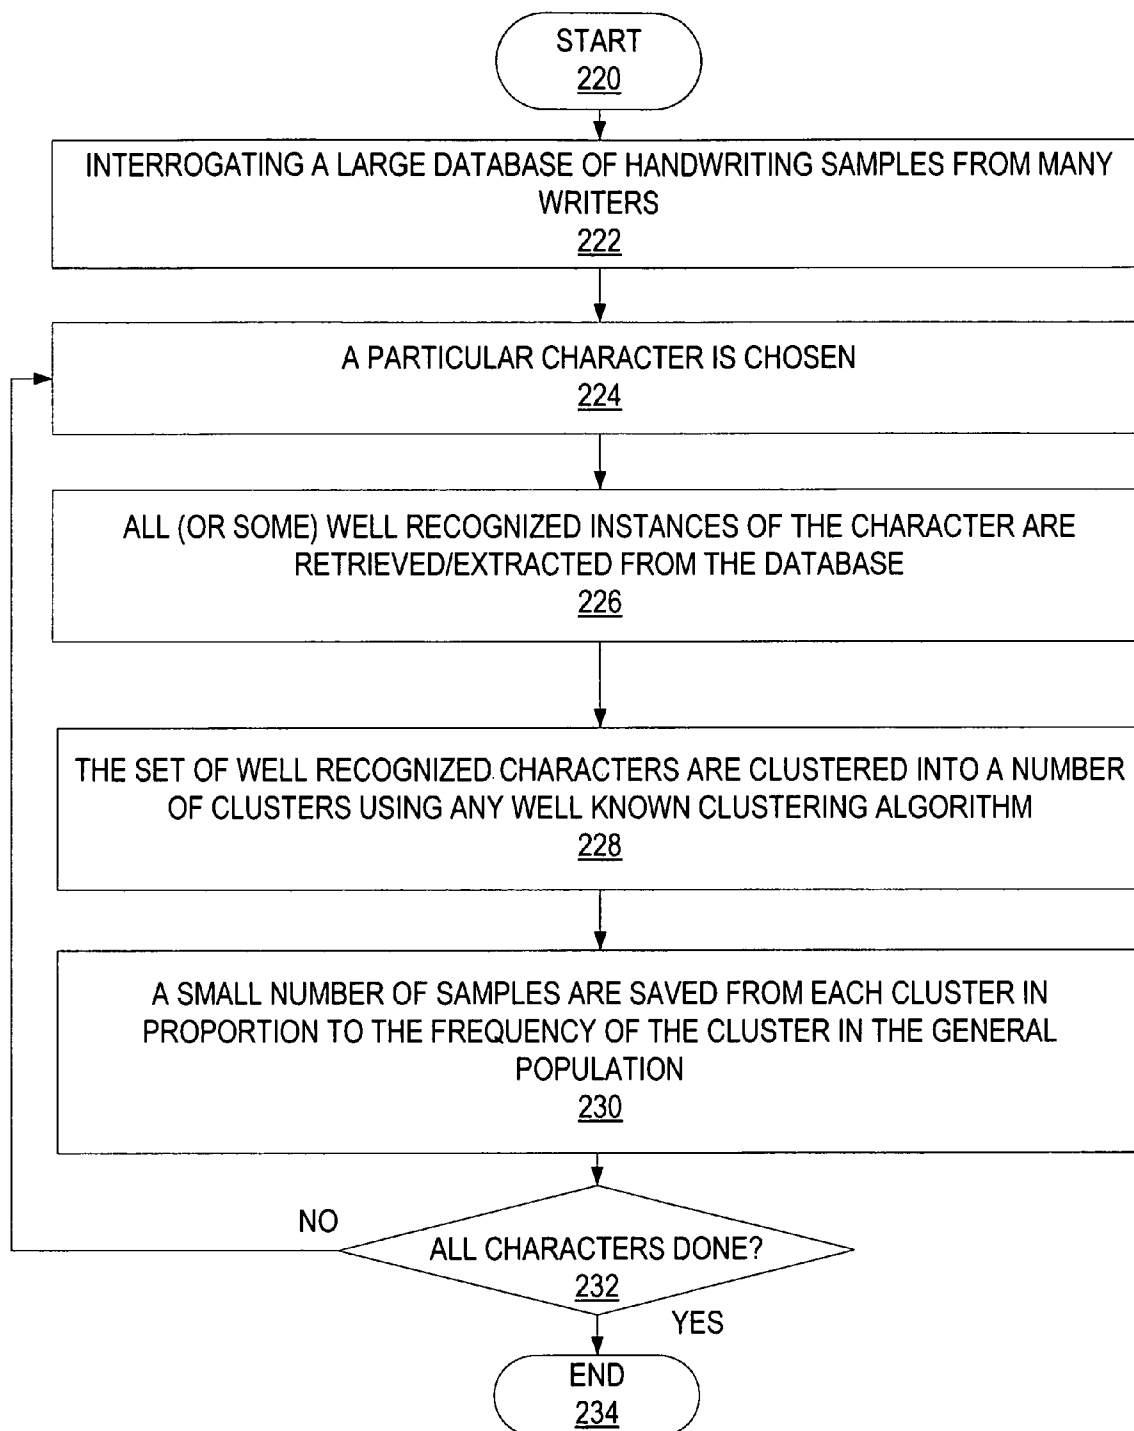 START
220
INTERROGATING A LARGE DATABASE OF HANDWRITING SAMPLES FROM MANY
WRITERS
222
A PARTICULAR CHARACTER IS CHOSEN
224
ALL (OR SOME) WELL RECOGNIZED INSTANCES OF THE CHARACTER ARE
RETRIEVED/EXTRACTED FROM THE DATABASE
226
THE SET OF WELL RECOGNIZED CHARACTERS ARE CLUSTERED INTO A NUMBER
OF CLUSTERS USING ANY WELL KNOWN CLUSTERING ALGORITHM
228
A SMALL NUMBER OF SAMPLES ARE SAVED FROM EACH CLUSTER IN
PROPORTION TO THE FREQUENCY OF THE CLUSTER IN THE GENERAL
POPULATION
230
NO
ALL CHARACTERS DONE?
232
YES
END
234